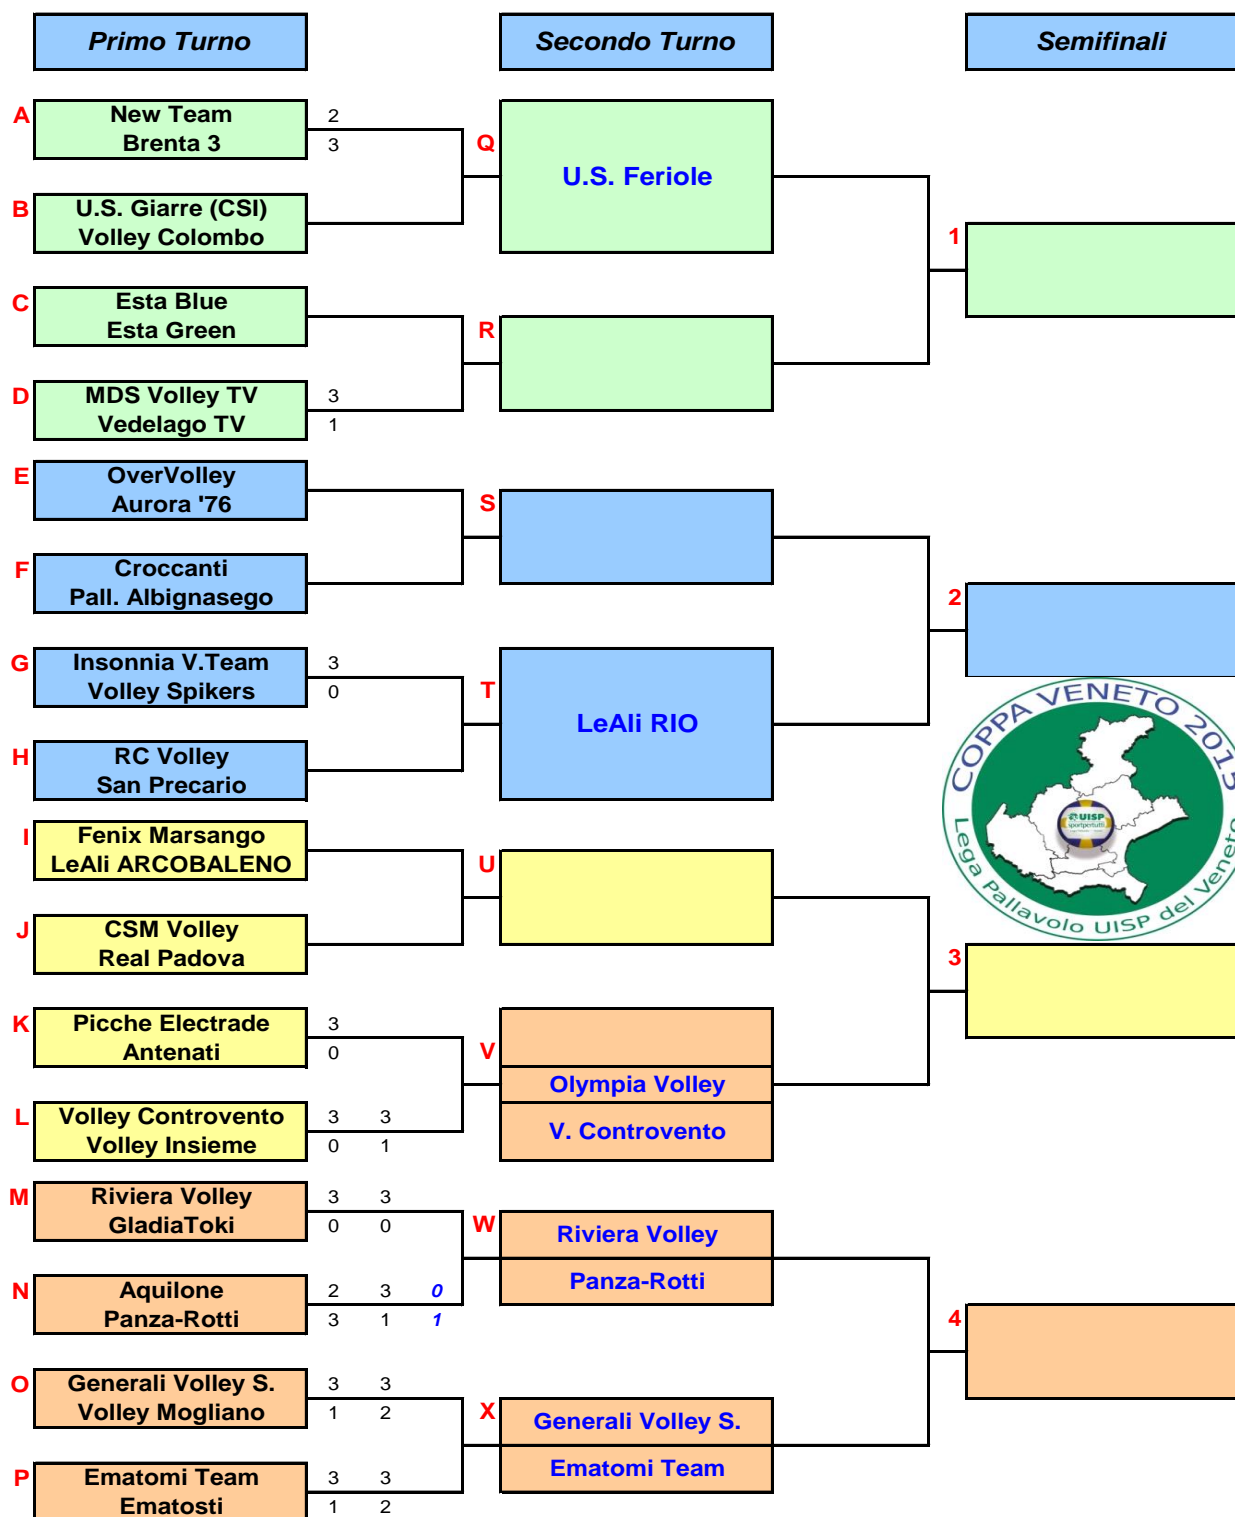 Primo Turno
Secondo Turno
Semifinali
A
New Team
Brenta 3
2
3
B
U.S. Giarre (CSI)
Volley Colombo
Q
U.S. Feriole
1
C
Esta Blue
Esta Green
R
D
MDS Volley TV
Vedelago TV
3
1
E
OverVolley
Aurora '76
S
F
Croccanti
Pall. Albignasego
2
G
Insonnia V.Team
Volley Spikers
3
0
T
LeAli RIO
H
RC Volley
San Precario
COPPA VENETO 2015
UISP
sportpertutti
Lega Pallavolo UISP del Veneto
I
Fenix Marsango
LeAli ARCOBALENO
U
J
CSM Volley
Real Padova
3
K
Picche Electrade
Antenati
3
0
V
Olympia Volley
V. Controvento
L
Volley Controvento
Volley Insieme
3 3
0 1
M
Riviera Volley
GladiaToki
3 3
0 0
W
Riviera Volley
Panza-Rotti
N
Aquilone
Panza-Rotti
2 3 0
3 1 1
4
O
Generali Volley S.
Volley Mogliano
3 3
1 2
X
Generali Volley S.
Ematomi Team
P
Ematomi Team
Ematosti
3 3
1 2